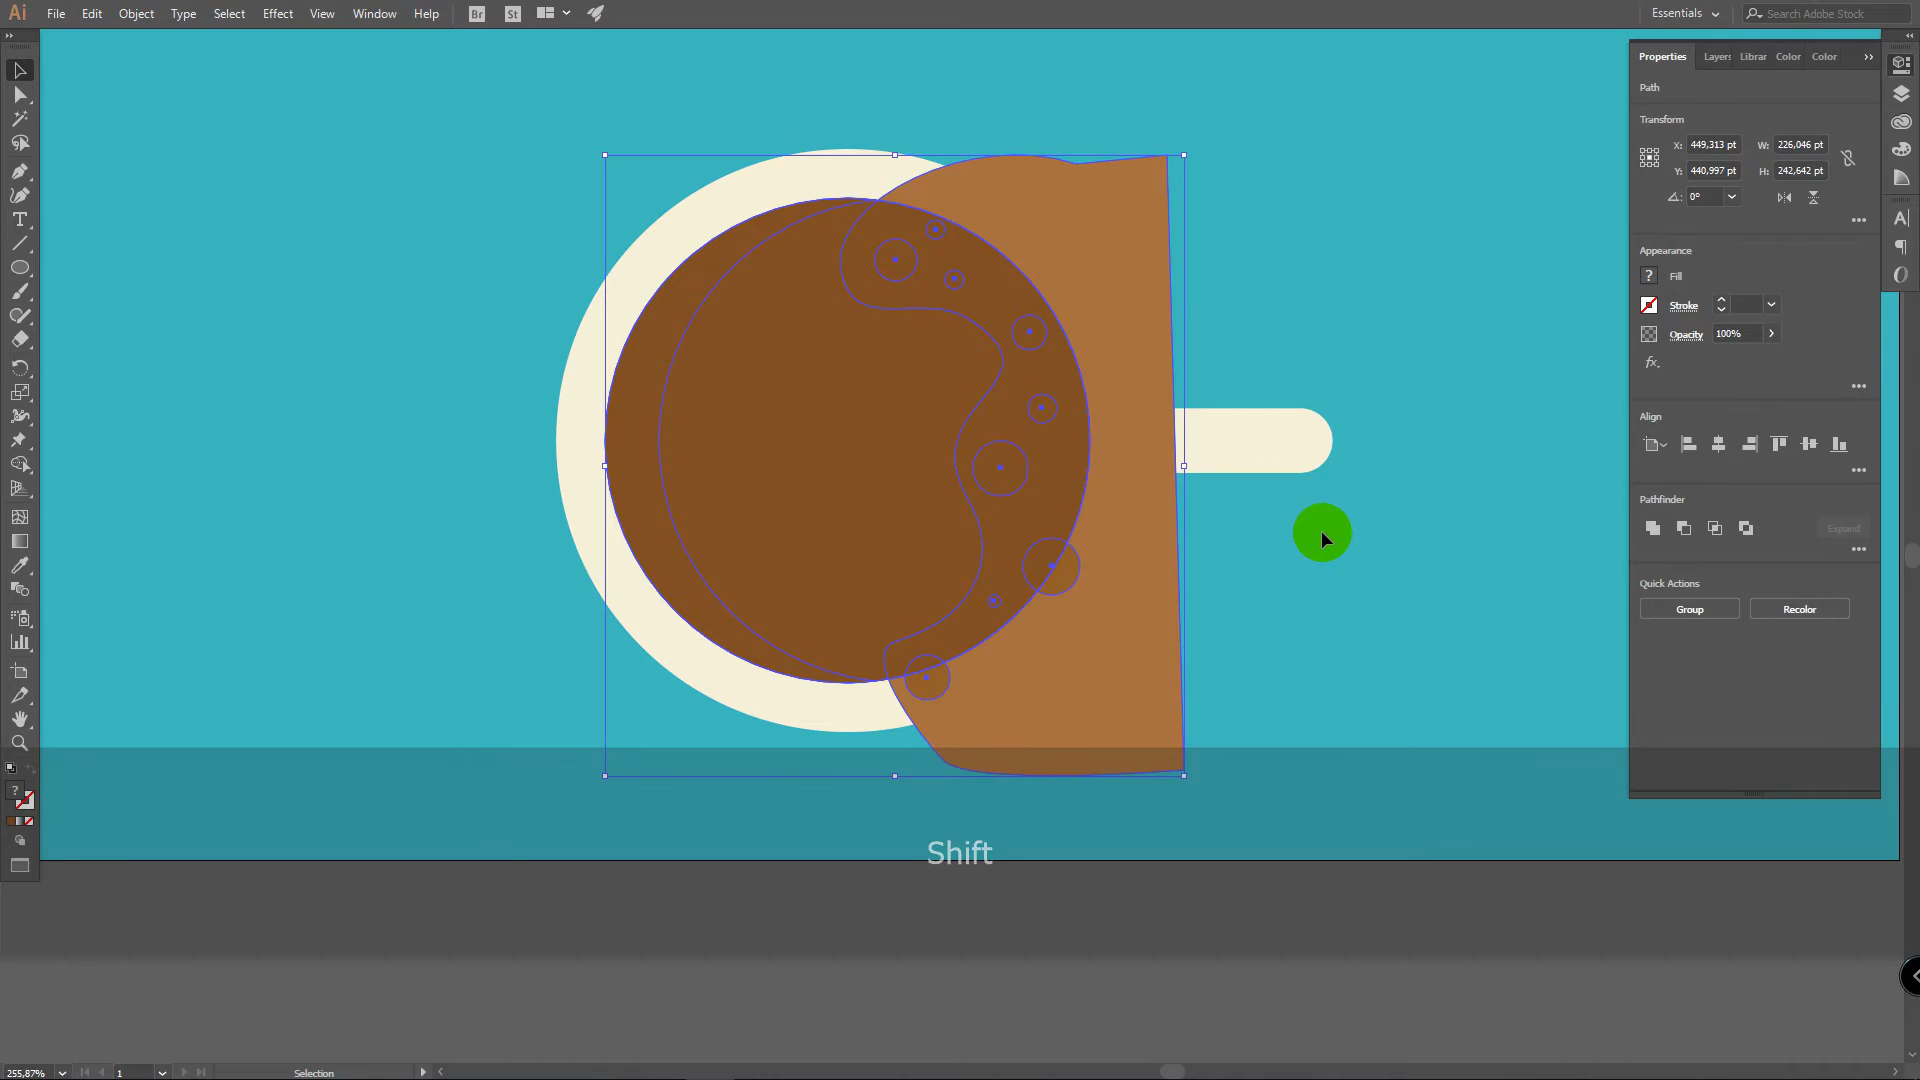 Ai File Edit Object Type Select Effect View Window Help Br St Essentials Search Adobe Stock
Properties Layers Librar Color Color
Path
Transform
X: 449,313 pt W: 226,046 pt
Y: 440,997 pt H: 242,642 pt
0°
Appearance
? Fill
Stroke
Opacity 100%
fx.
Align
Pathfinder
Expand
Quick Actions
Group Recolor
?
Shift
255,87% 1 Selection